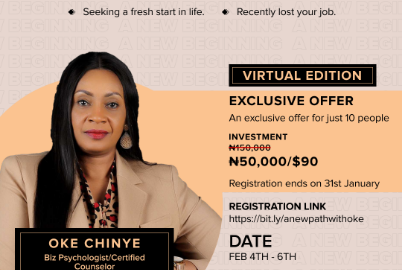 Seeking a fresh start in life.
Recently lost your job.
VIRTUAL EDITION
EXCLUSIVE OFFER
An exclusive offer for just 10 people
INVESTMENT
₦150,000
₦50,000/$90
Registration ends on 31st January
REGISTRATION LINK
https://bit.ly/anewpathwithoke
DATE
FEB 4TH - 6TH
OKE CHINYE
Biz Psychologist/Certified
Counselor